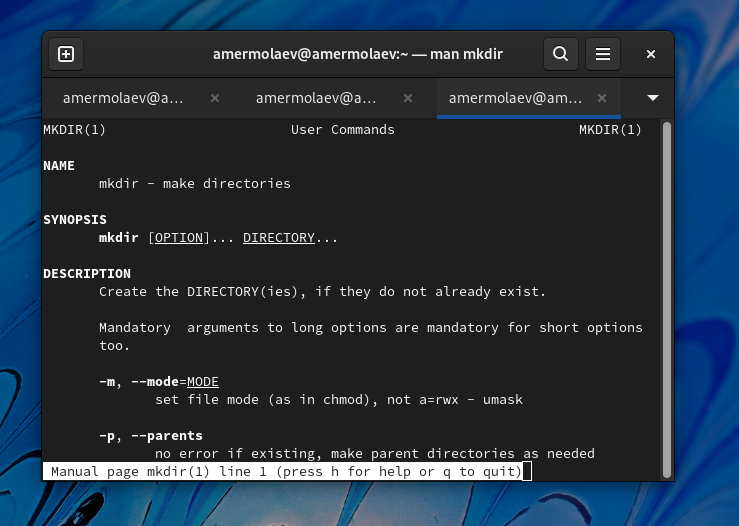 amermolaev@amermolaev:~ — man mkdir
amermolaev@a... amermolaev@a... amermolaev@am...
MKDIR(1) User Commands MKDIR(1)
NAME
mkdir - make directories
SYNOPSIS
mkdir [OPTION]... DIRECTORY...
DESCRIPTION
Create the DIRECTORY(ies), if they do not already exist.
Mandatory  arguments to long options are mandatory for short options
too.
-m, --mode=MODE
set file mode (as in chmod), not a=rwx - umask
-p, --parents
no error if existing, make parent directories as needed
Manual page mkdir(1) line 1 (press h for help or q to quit)